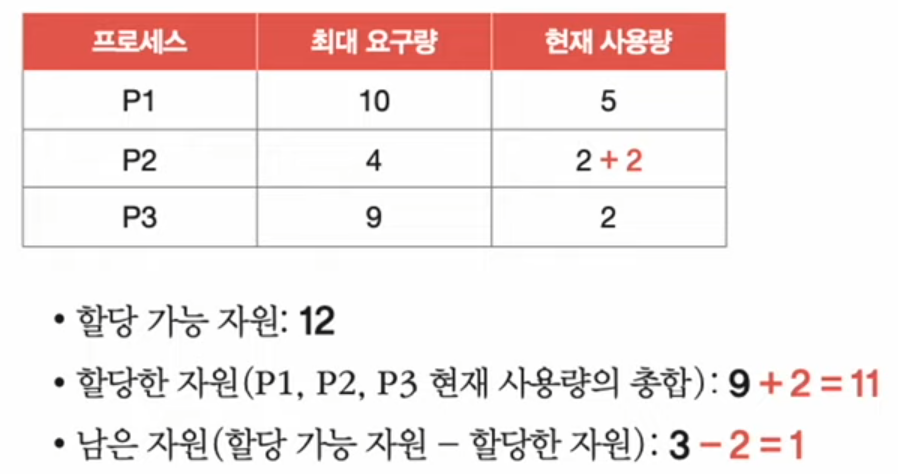 프로세스 최대 요구량 현재 사용량
P1 10 5
P2 4 2 + 2
P3 9 2
• 할당 가능 자원: 12
• 할당한 자원(P1, P2, P3 현재 사용량의 총합): 9 + 2 = 11
• 남은 자원(할당 가능 자원 – 할당한 자원): 3 – 2 = 1